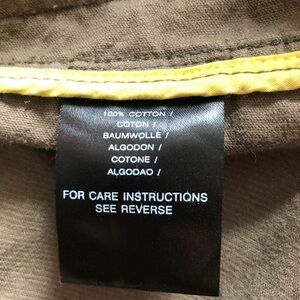 100% COTTON /
COTON /
BAUMWOLLE /
ALGODON /
COTONE /
ALGODAO /
FOR CARE INSTRUCTIONS
SEE REVERSE